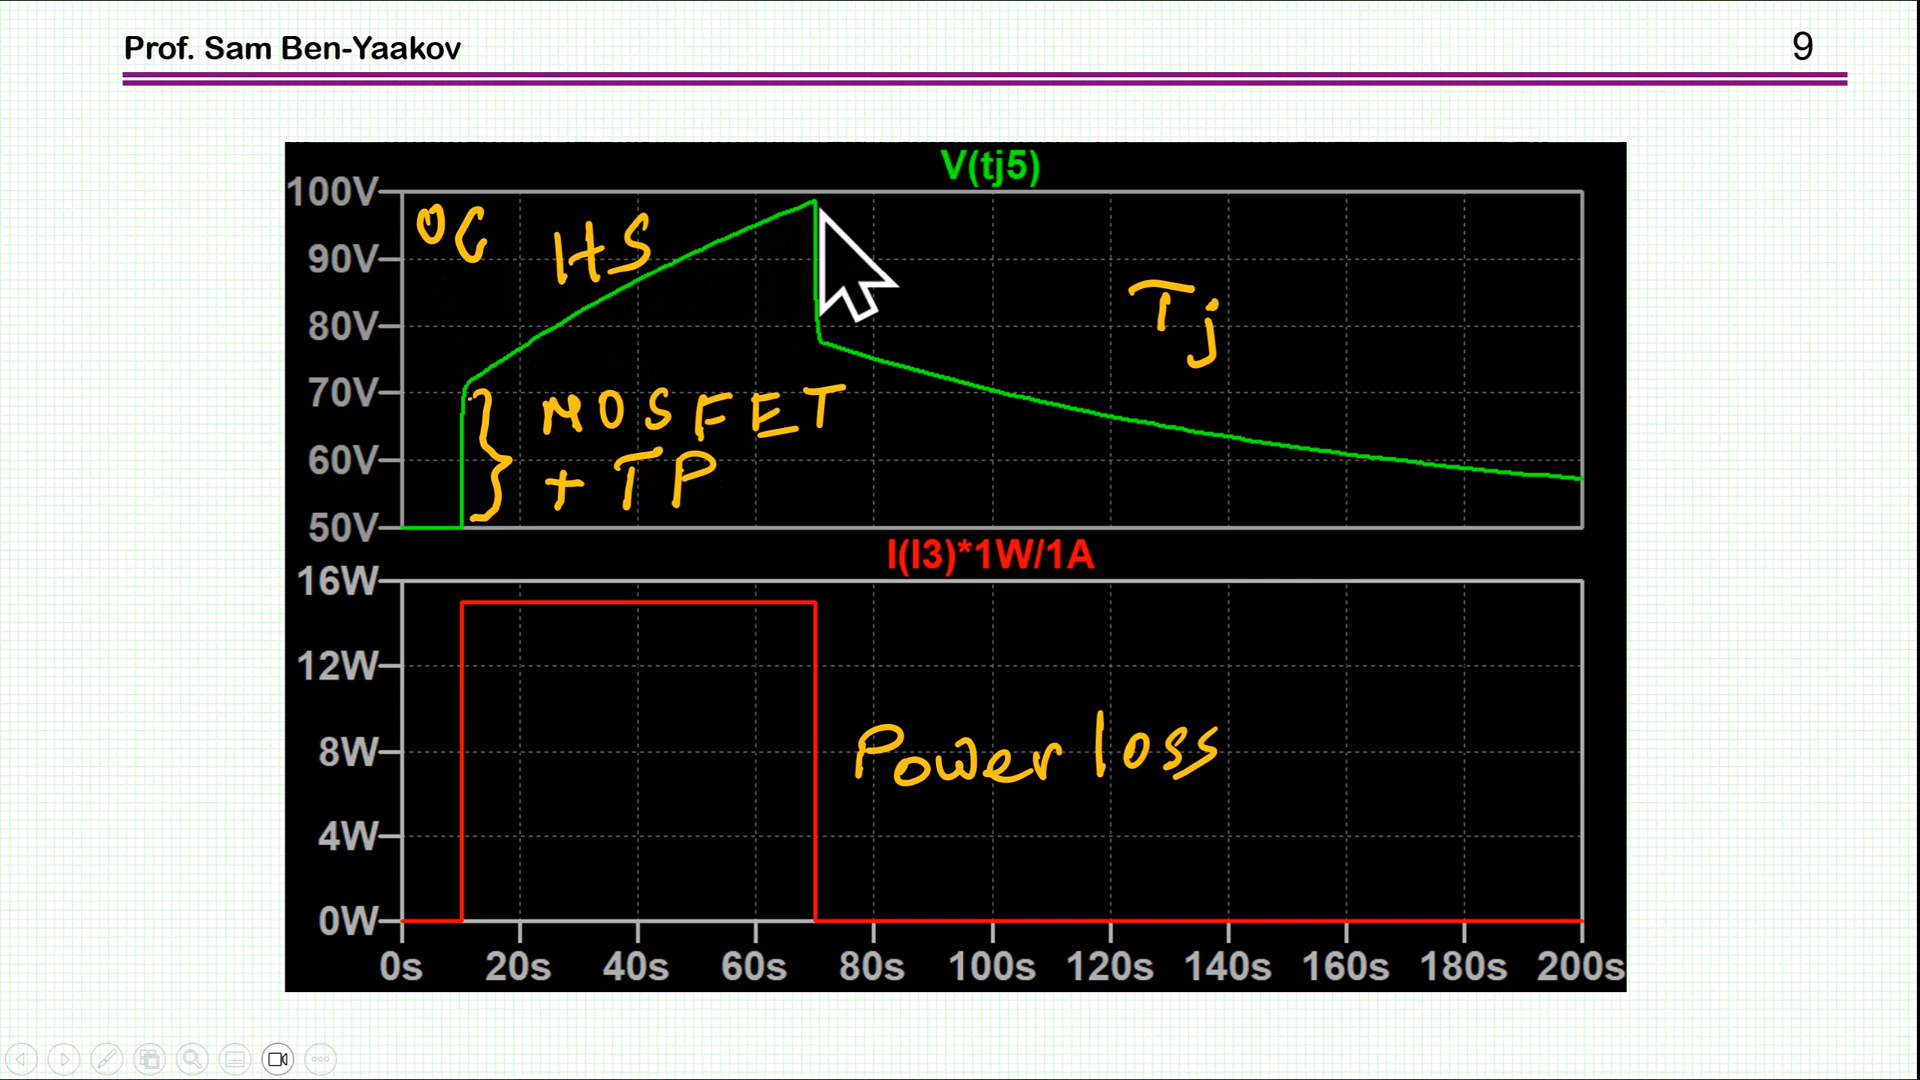 Prof. Sam Ben-Yaakov
9
V(tj5)
100V
90V
80V
70V
60V
50V
HS
Tj
MOSFET
+ TP
I(I3)*1W/1A
16W
12W
8W
4W
0W
Power loss
0s 20s 40s 60s 80s 100s 120s 140s 160s 180s 200s